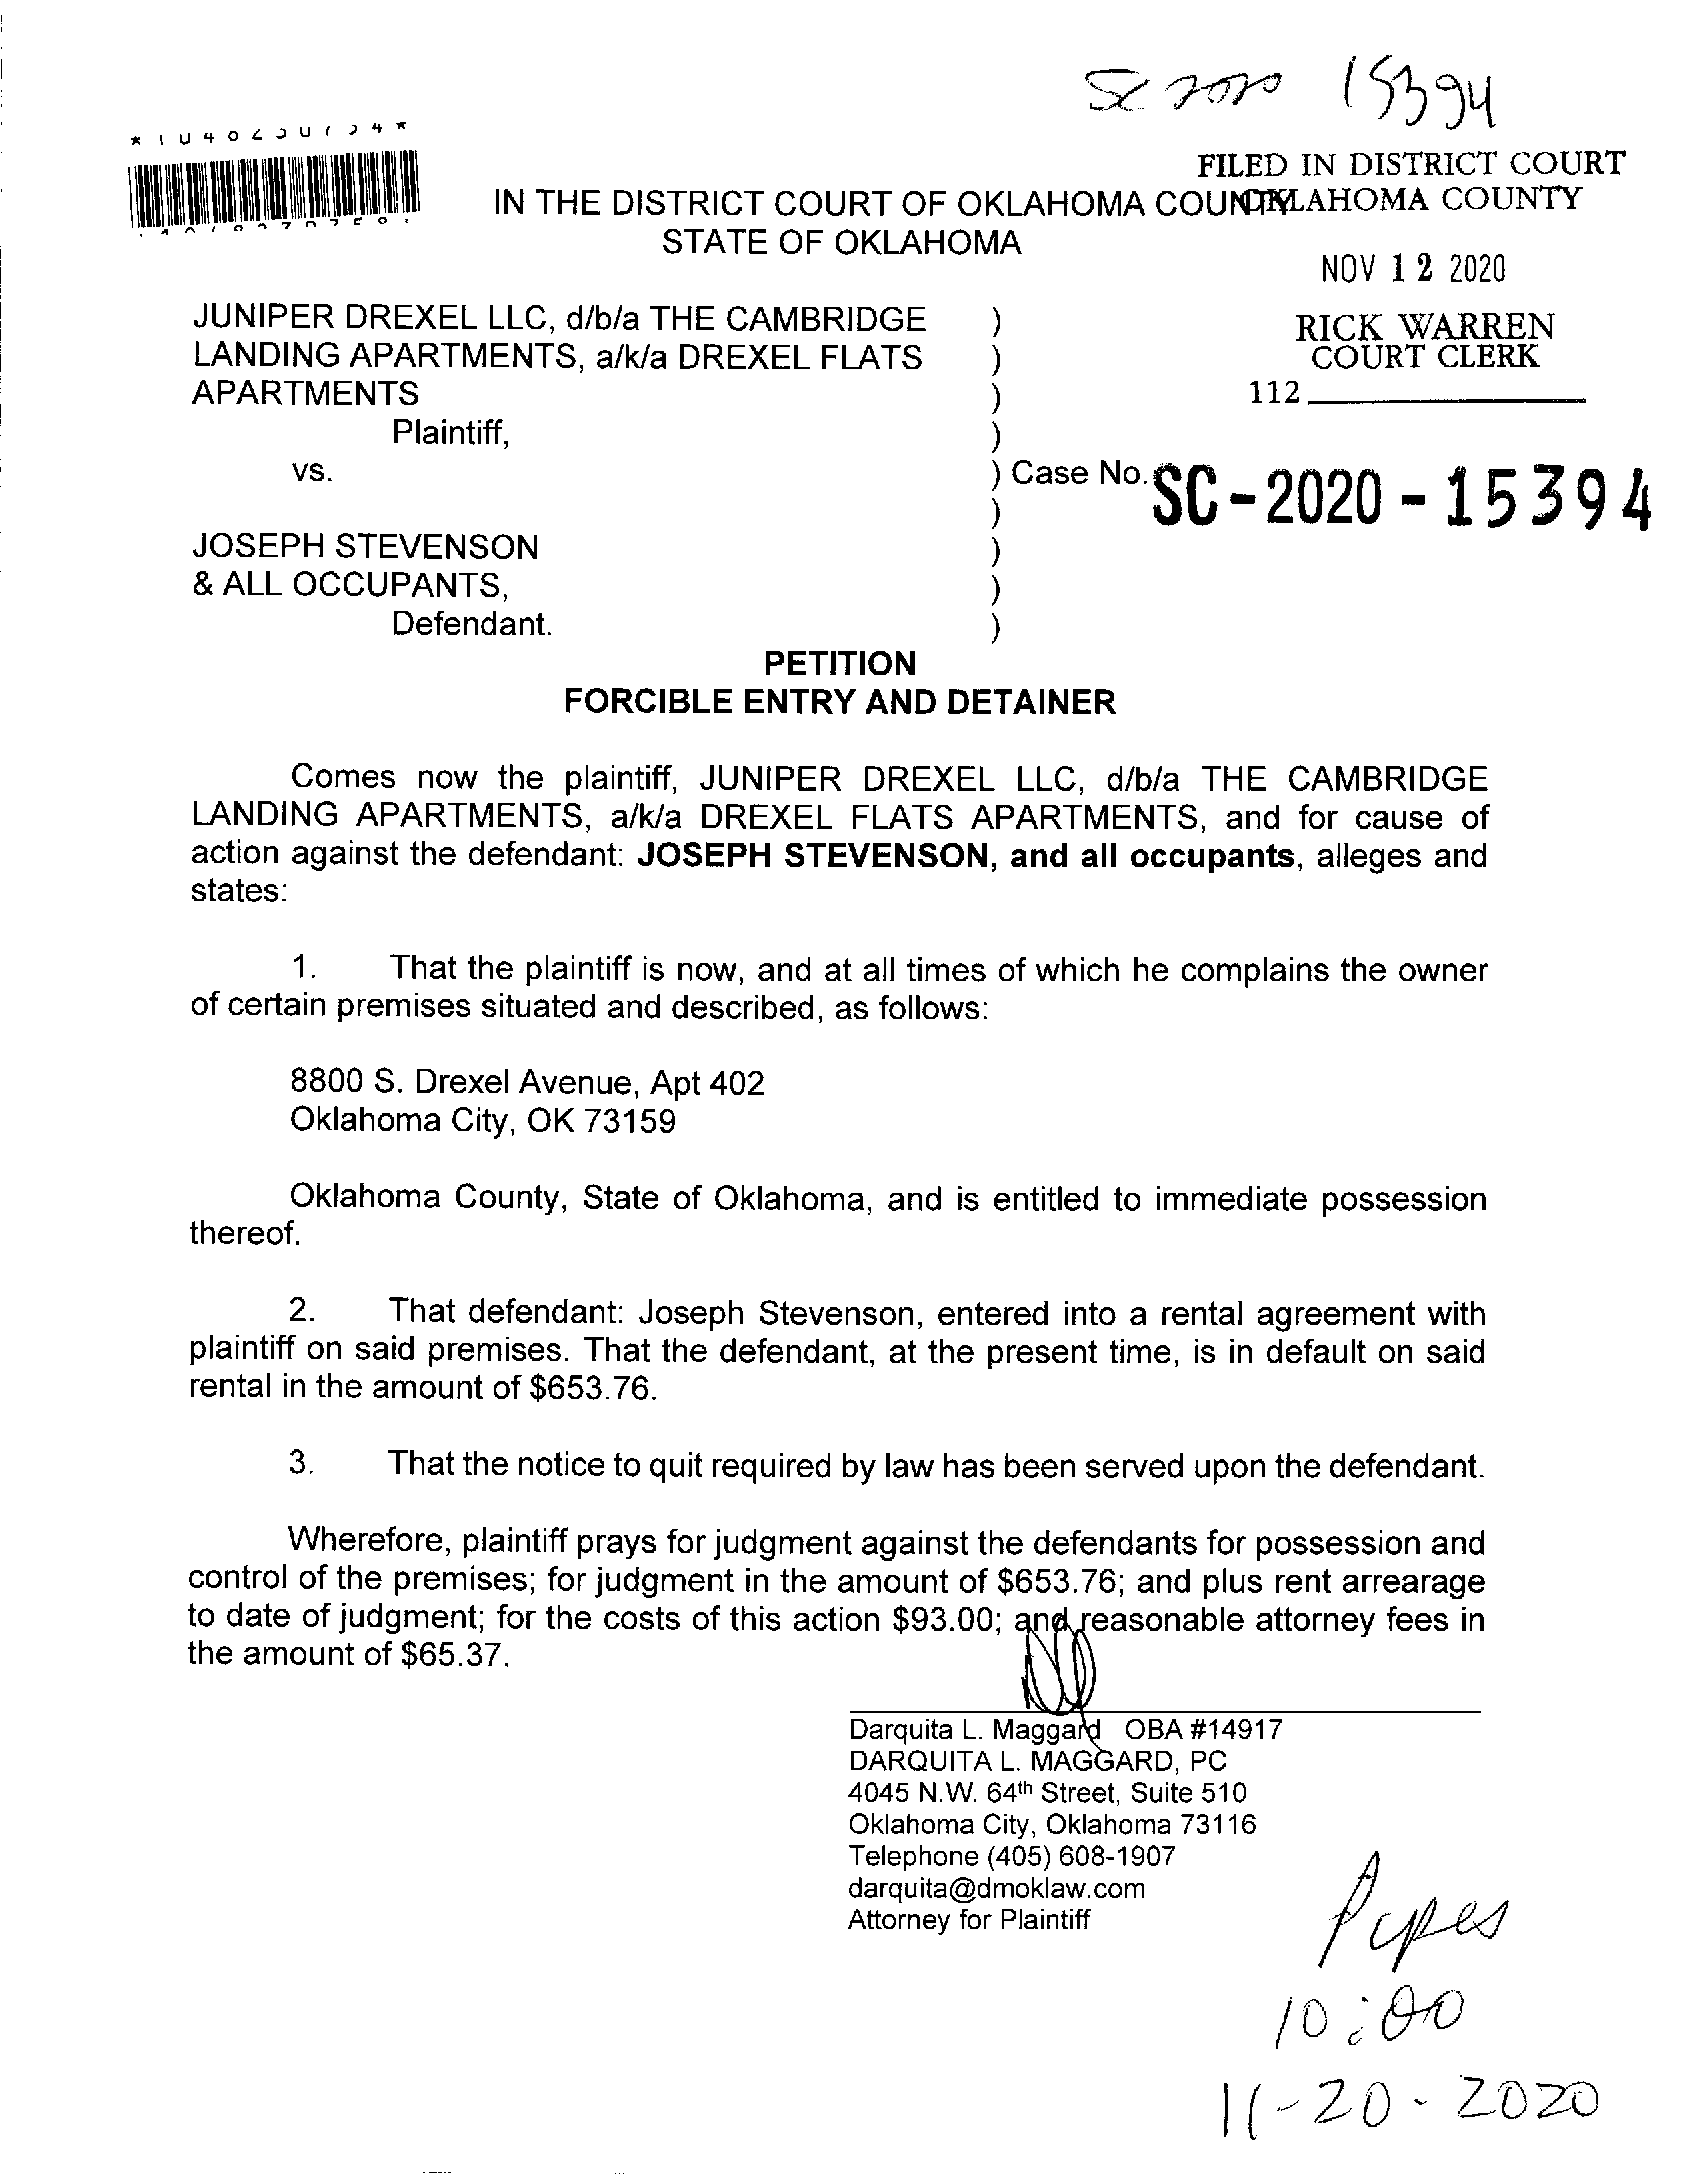 SC 2020 15394
FILED IN DISTRICT COURT
OKLAHOMA COUNTY
IN THE DISTRICT COURT OF OKLAHOMA COUNTY
STATE OF OKLAHOMA
NOV 12 2020
RICK WARREN
COURT CLERK
112
JUNIPER DREXEL LLC, d/b/a THE CAMBRIDGE )
LANDING APARTMENTS, a/k/a DREXEL FLATS )
APARTMENTS )
Plaintiff, )
vs. ) Case No. SC-2020-15394
)
JOSEPH STEVENSON )
& ALL OCCUPANTS, )
Defendant. )
PETITION
FORCIBLE ENTRY AND DETAINER
Comes now the plaintiff, JUNIPER DREXEL LLC, d/b/a THE CAMBRIDGE
LANDING APARTMENTS, a/k/a DREXEL FLATS APARTMENTS, and for cause of
action against the defendant: JOSEPH STEVENSON, and all occupants, alleges and
states:
1. That the plaintiff is now, and at all times of which he complains the owner
of certain premises situated and described, as follows:
8800 S. Drexel Avenue, Apt 402
Oklahoma City, OK 73159
Oklahoma County, State of Oklahoma, and is entitled to immediate possession
thereof.
2. That defendant: Joseph Stevenson, entered into a rental agreement with
plaintiff on said premises. That the defendant, at the present time, is in default on said
rental in the amount of $653.76.
3. That the notice to quit required by law has been served upon the defendant.
Wherefore, plaintiff prays for judgment against the defendants for possession and
control of the premises; for judgment in the amount of $653.76; and plus rent arrearage
to date of judgment; for the costs of this action $93.00; and reasonable attorney fees in
the amount of $65.37.
Darquita L. Maggard OBA #14917
DARQUITA L. MAGGARD, PC
4045 N.W. 64th Street, Suite 510
Oklahoma City, Oklahoma 73116
Telephone (405) 608-1907
darquita@dmoklaw.com
Attorney for Plaintiff
10:00
11-20-2020